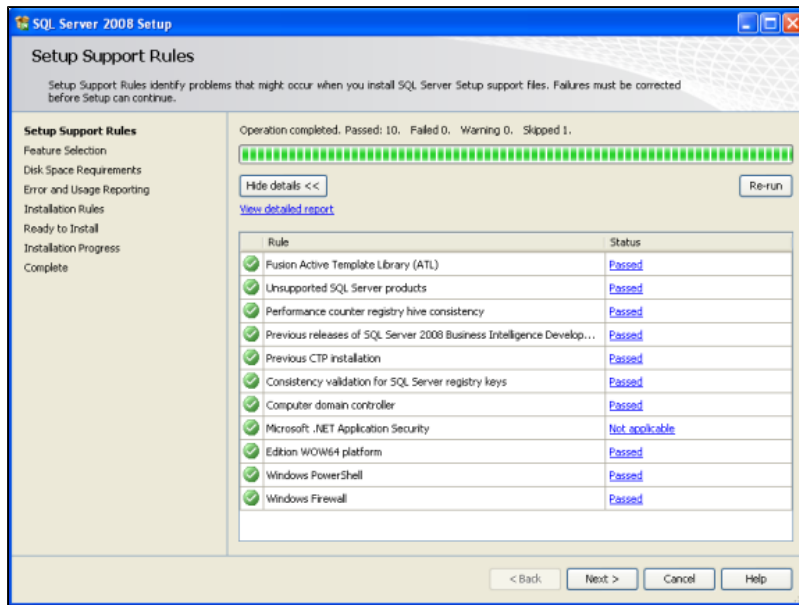 SQL Server 2008 Setup
Setup Support Rules
Setup Support Rules identify problems that might occur when you install SQL Server Setup support files. Failures must be corrected
before Setup can continue.
Setup Support Rules
Feature Selection
Disk Space Requirements
Error and Usage Reporting
Installation Rules
Ready to Install
Installation Progress
Complete
Operation completed. Passed: 10. Failed 0. Warning 0. Skipped 1.
Hide details <<
Re-run
View detailed report
Rule Status
Fusion Active Template Library (ATL) Passed
Unsupported SQL Server products Passed
Performance counter registry hive consistency Passed
Previous releases of SQL Server 2008 Business Intelligence Develop... Passed
Previous CTP installation Passed
Consistency validation for SQL Server registry keys Passed
Computer domain controller Passed
Microsoft .NET Application Security Not applicable
Edition WOW64 platform Passed
Windows PowerShell Passed
Windows Firewall Passed
< Back Next > Cancel Help